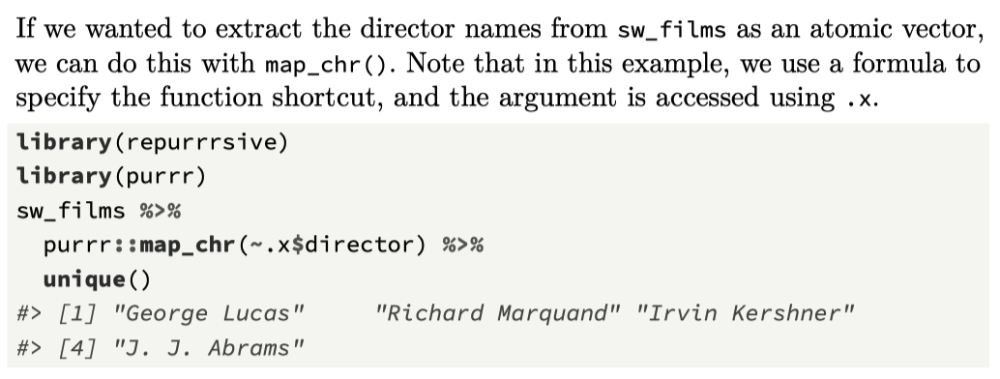 If we wanted to extract the director names from sw_films as an atomic vector,
we can do this with map_chr(). Note that in this example, we use a formula to
specify the function shortcut, and the argument is accessed using .x.
library(repurrrsive)
library(purrr)
sw_films %>%
  purrr::map_chr(~.x$director) %>%
  unique()
#> [1] "George Lucas"     "Richard Marquand" "Irvin Kershner"
#> [4] "J. J. Abrams"